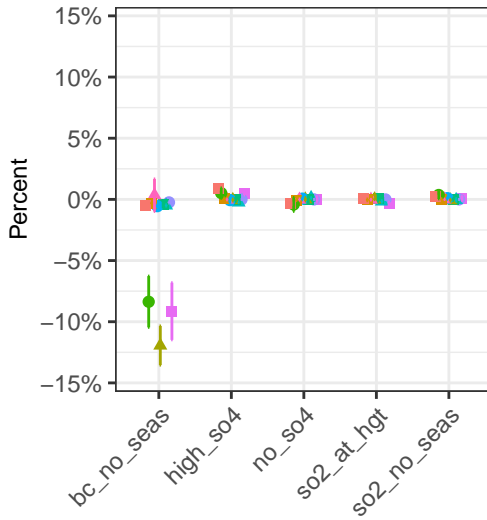 15%
10%
5%
0%
−5%
−10%
−15%
Percent
bc_no_seas
high_so4
no_so4
so2_at_hgt
so2_no_seas